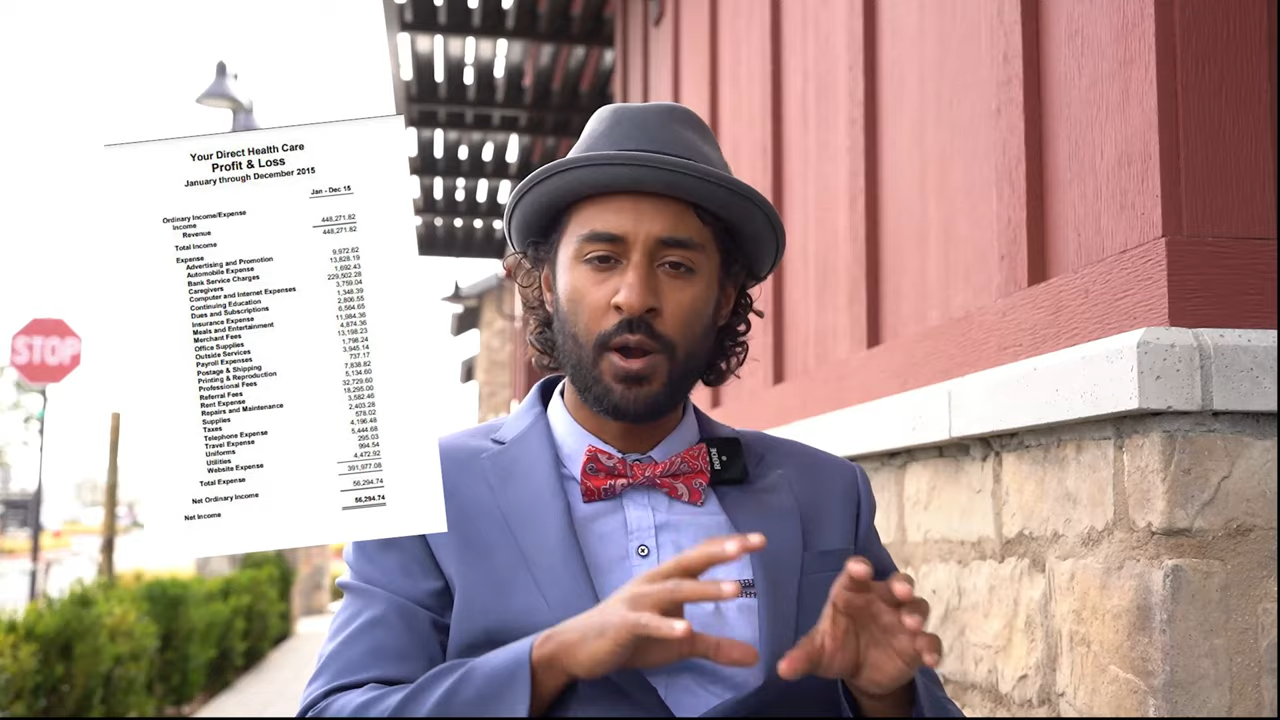 Your Direct Health Care
Profit & Loss
January through December 2015
Jan - Dec 15
Ordinary Income/Expense
Income
Revenue 448,271.82
Total Income 448,271.82
Expense
Advertising and Promotion 9,972.62
Automobile Expense 13,828.19
Bank Service Charges 1,692.43
Caregivers 229,502.28
Computer and Internet Expenses 3,759.04
Continuing Education 1,348.39
Dues and Subscriptions 2,806.55
Insurance Expense 6,564.65
Meals and Entertainment 11,984.36
Merchant Fees 4,874.36
Office Supplies 13,198.23
Outside Services 1,798.24
Payroll Expenses 3,945.14
Postage & Shipping 737.17
Printing & Reproduction 7,838.82
Professional Fees 5,134.60
Referral Fees 32,729.60
Rent Expense 18,295.00
Repairs and Maintenance 3,582.46
Supplies 2,403.28
Taxes 578.02
Telephone Expense 4,196.48
Travel Expense 5,444.68
Uniforms 295.03
Utilities 994.54
Website Expense 4,472.92
Total Expense 391,977.08
Net Ordinary Income 56,294.74
Net Income 56,294.74
STOP
RØDE